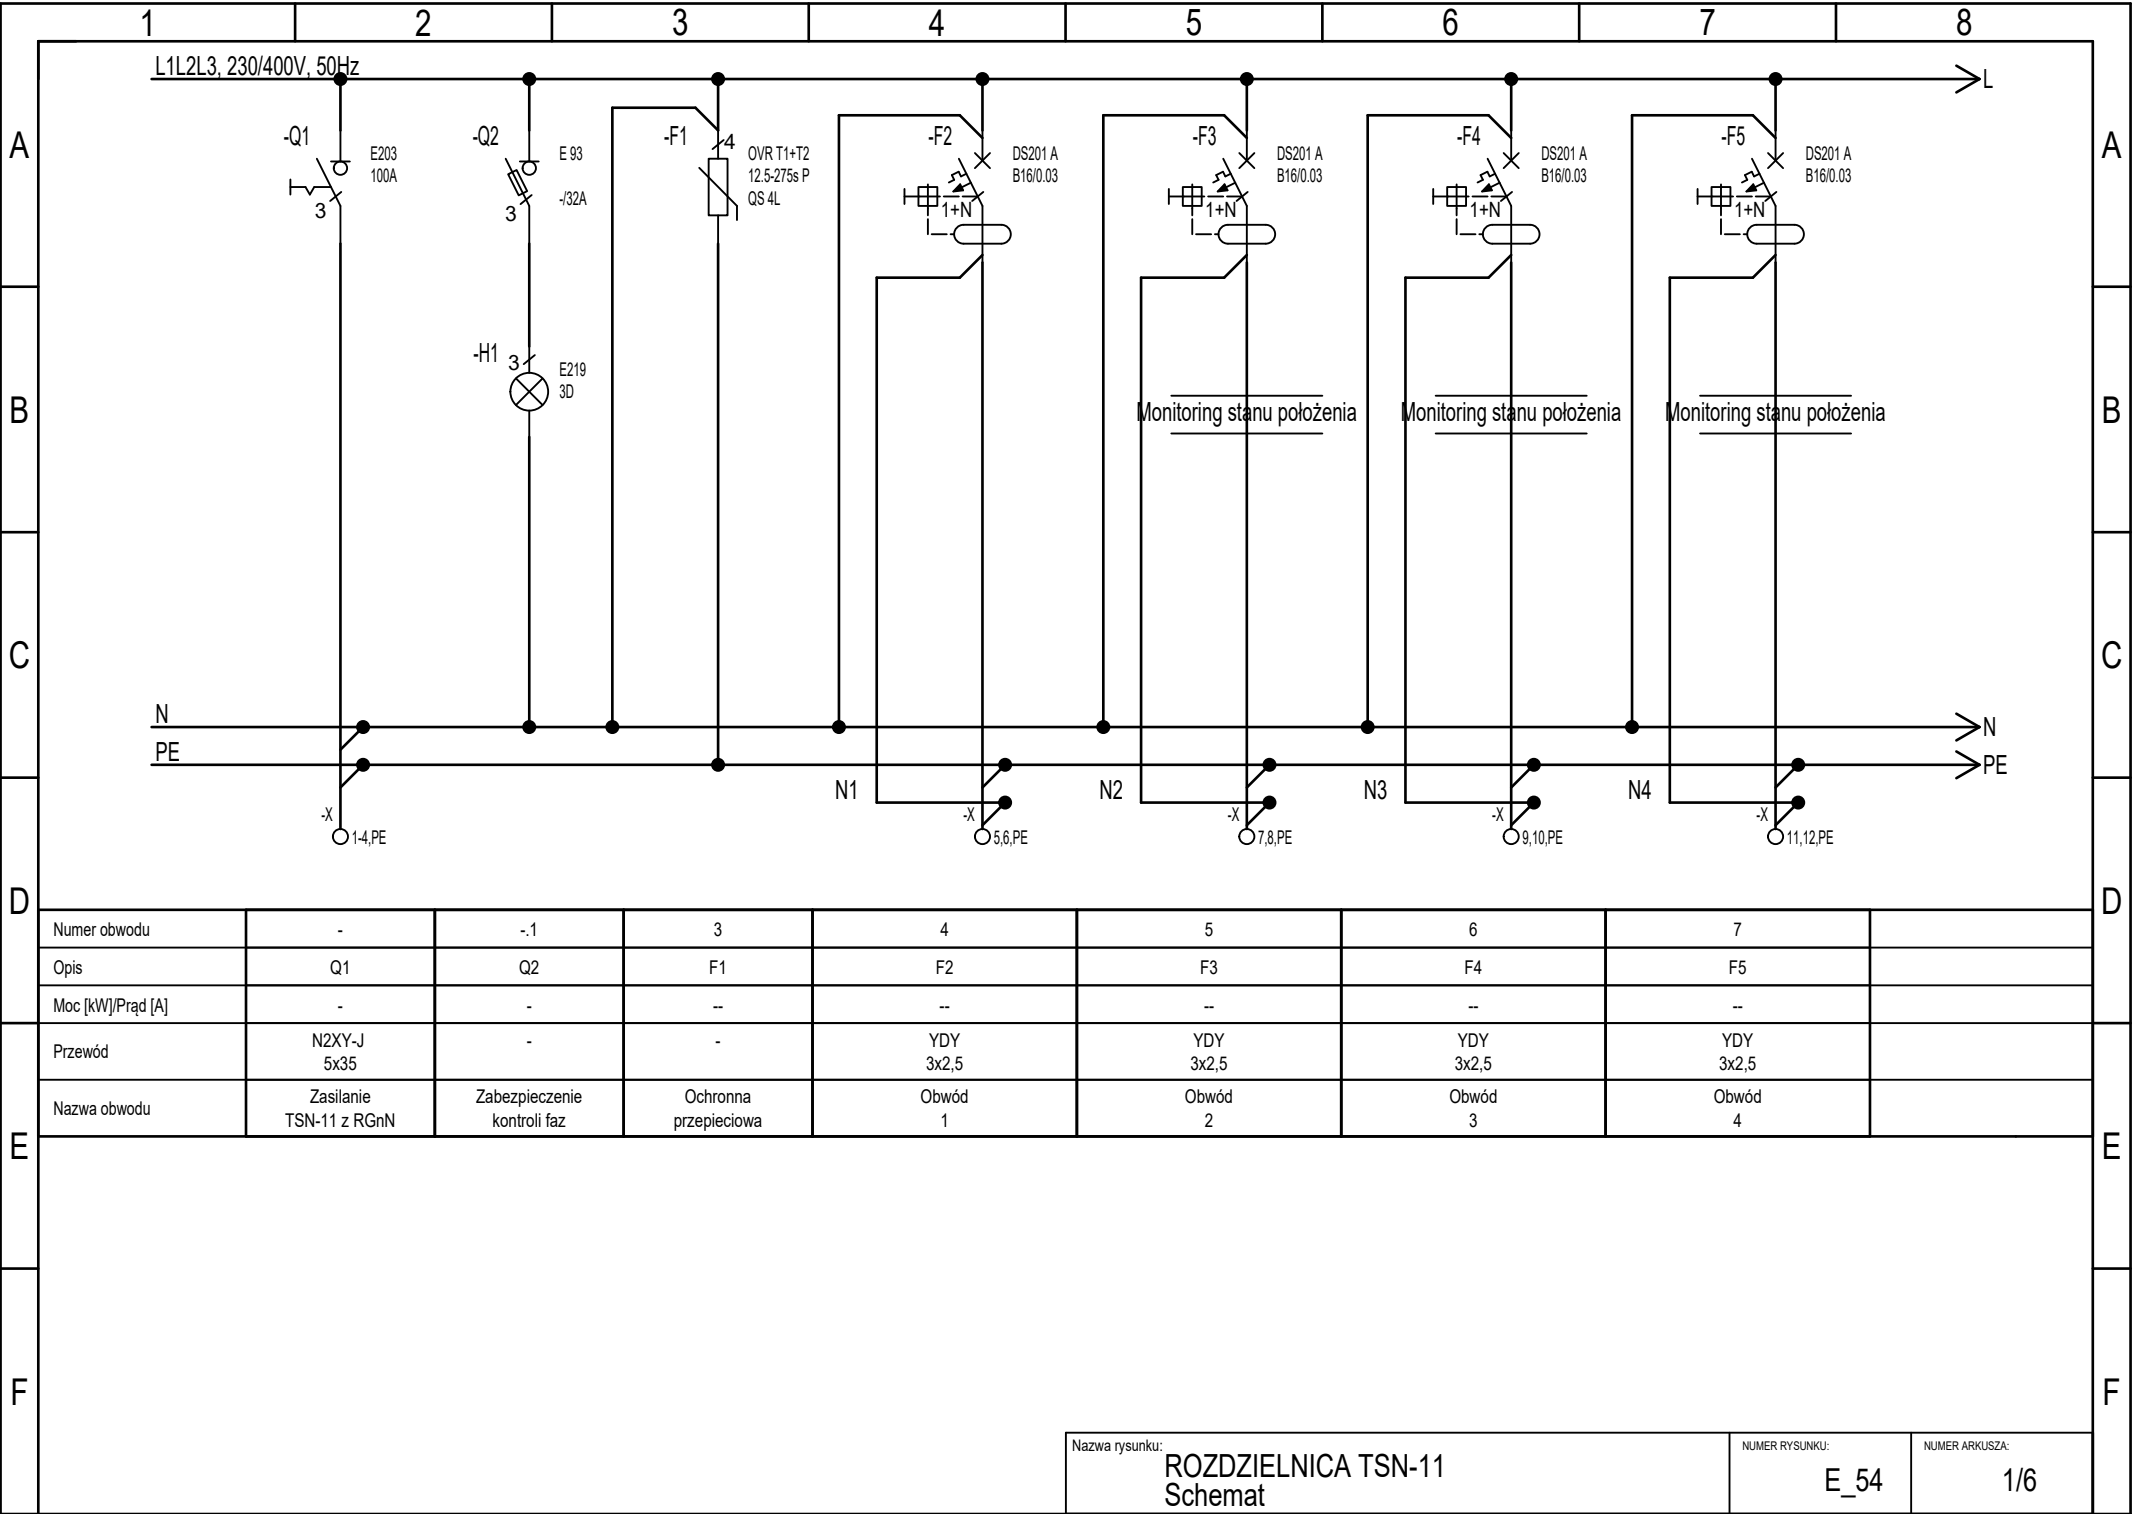 1 2 3 4 5 6 7 8
L1L2L3, 230/400V, 50Hz
L
A
A
-Q1
E203
100A
3
-Q2
E 93
-/32A
3
-F1
4
OVR T1+T2
12.5-275s P
QS 4L
-F2
DS201 A
B16/0.03
1+N
-F3
DS201 A
B16/0.03
1+N
-F4
DS201 A
B16/0.03
1+N
-F5
DS201 A
B16/0.03
1+N
-H1
3
E219
3D
B
B
Monitoring stanu położenia
Monitoring stanu położenia
Monitoring stanu położenia
C
C
N
N
PE
PE
N1
N2
N3
N4
-X
1-4,PE
-X
5,6,PE
-X
7,8,PE
-X
9,10,PE
-X
11,12,PE
D
D
Numer obwodu - -.1 3 4 5 6 7
Opis Q1 Q2 F1 F2 F3 F4 F5
Moc [kW]/Prąd [A] - - -- -- -- -- --
Przewód
N2XY-J
5x35
-
-
YDY
3x2,5
YDY
3x2,5
YDY
3x2,5
YDY
3x2,5
Nazwa obwodu
Zasilanie
TSN-11 z RGnN
Zabezpieczenie
kontroli faz
Ochronna
przepieciowa
Obwód
1
Obwód
2
Obwód
3
Obwód
4
E
E
F
F
Nazwa rysunku:
ROZDZIELNICA TSN-11
Schemat
NUMER RYSUNKU:
E_54
NUMER ARKUSZA:
1/6